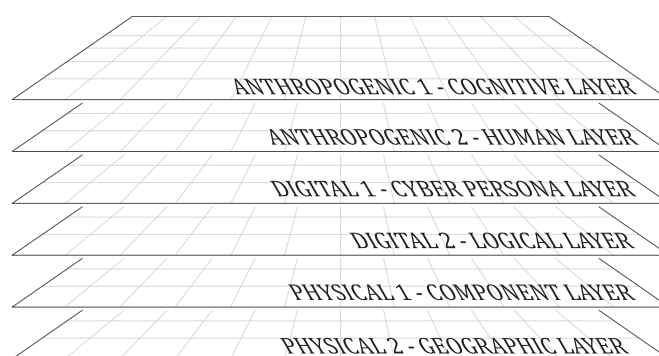 ANTHROPOGENIC 1 - COGNITIVE LAYER
ANTHROPOGENIC 2 - HUMAN LAYER
DIGITAL 1 - CYBER PERSONA LAYER
DIGITAL 2 - LOGICAL LAYER
PHYSICAL 1 - COMPONENT LAYER
PHYSICAL 2 - GEOGRAPHIC LAYER